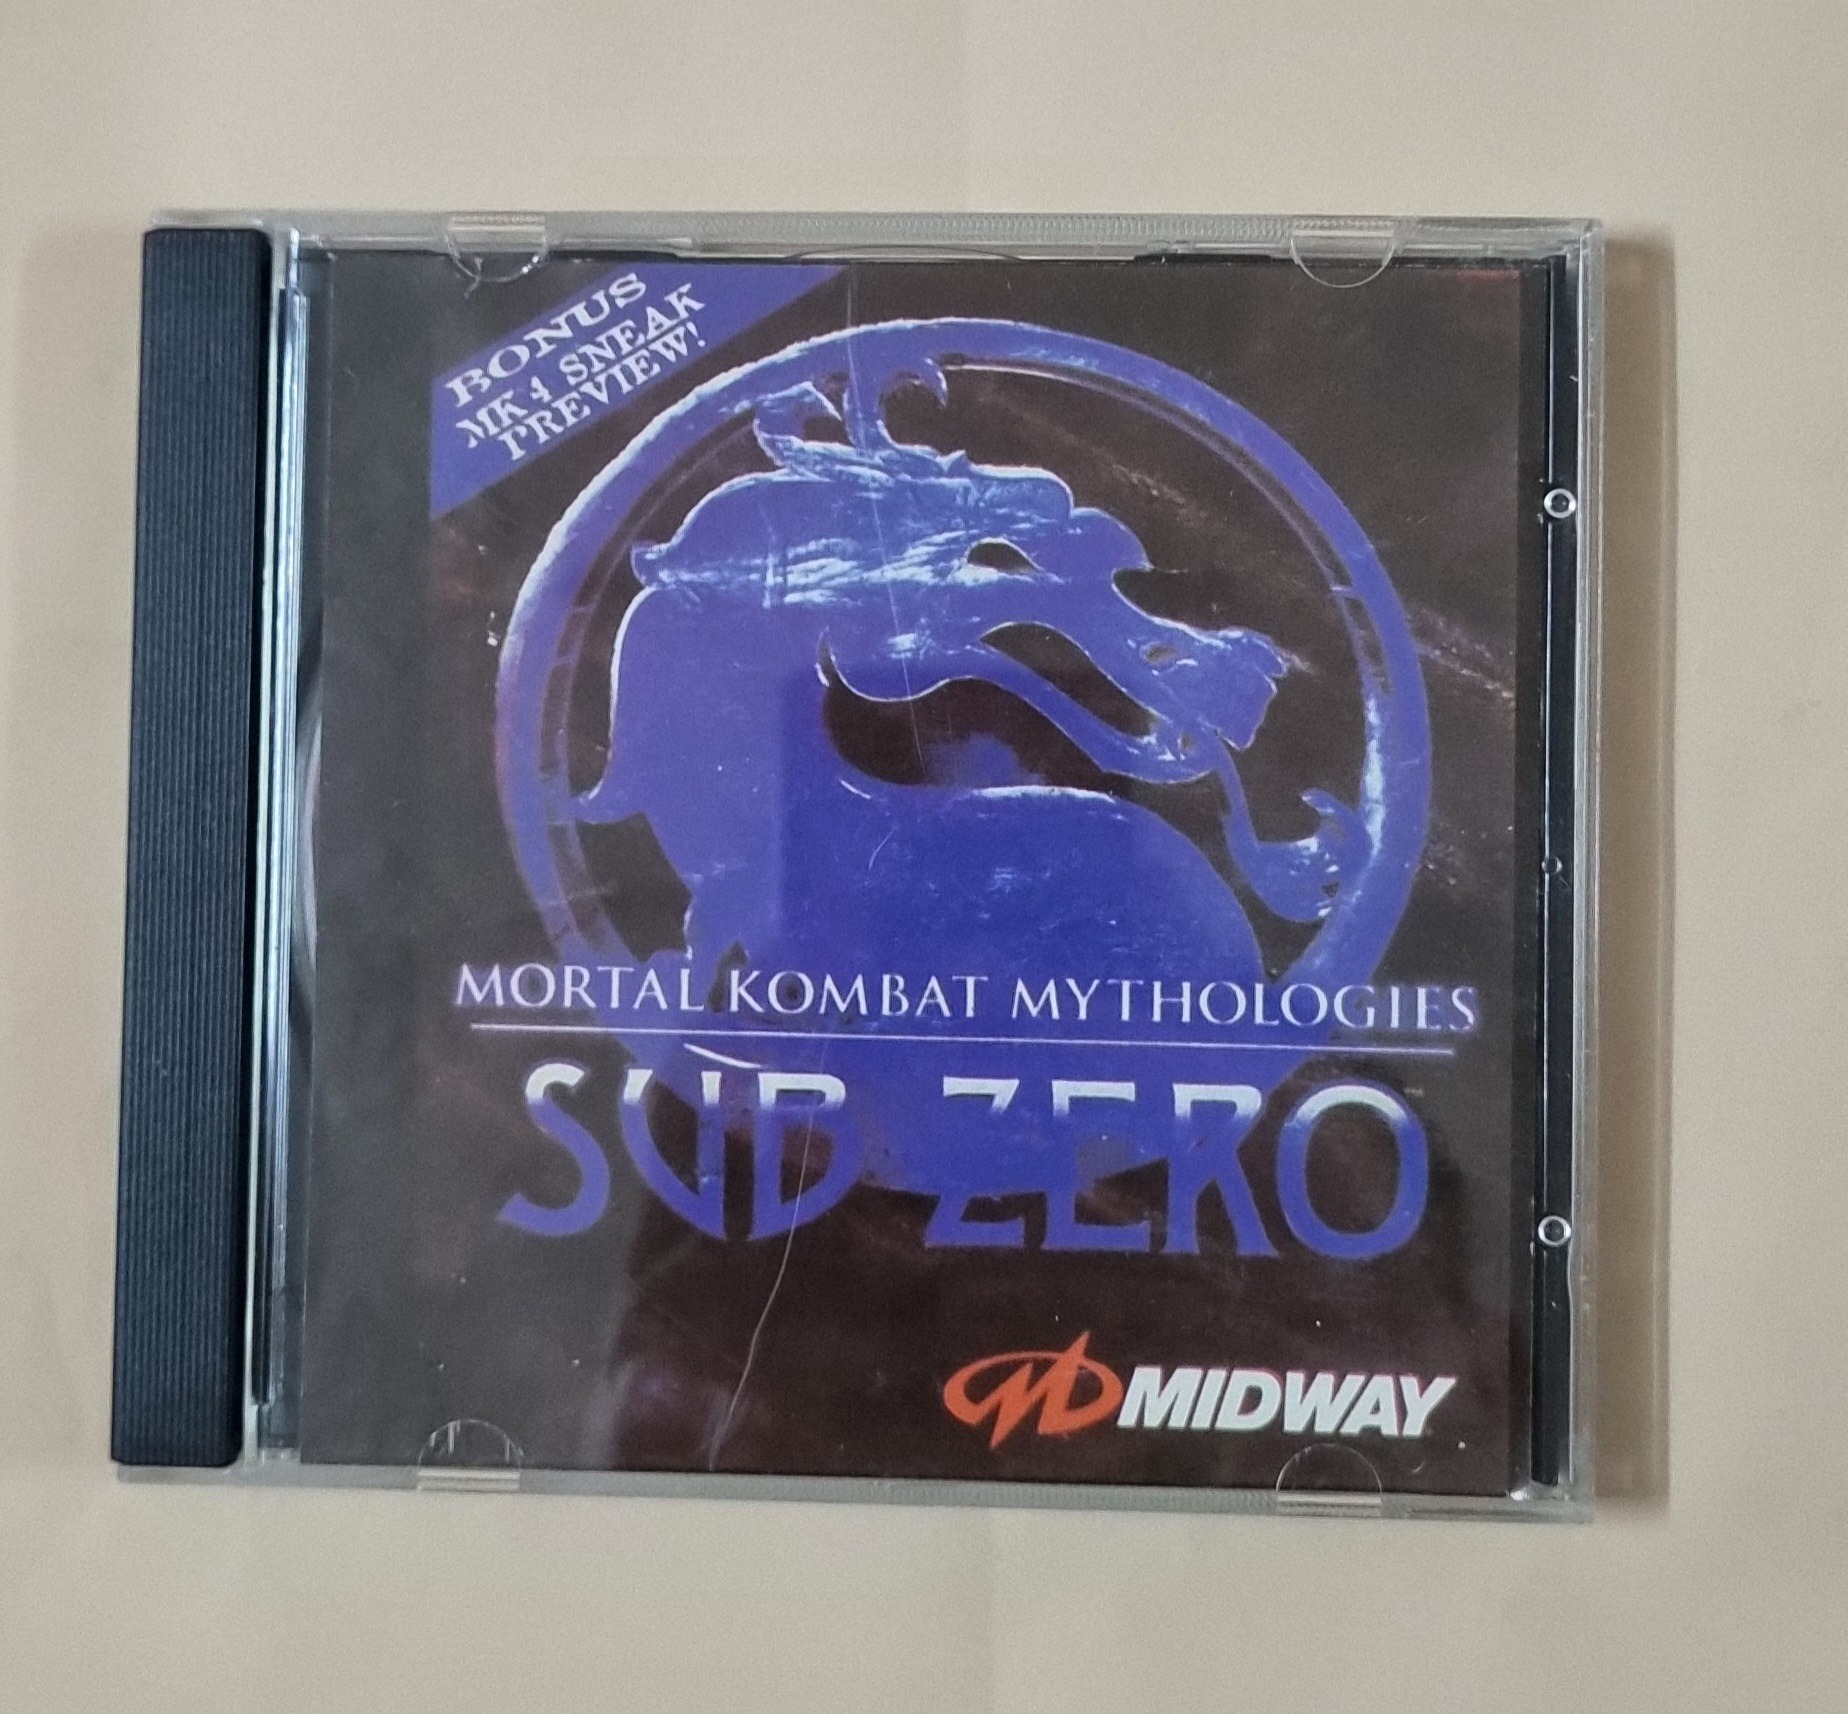 BONUS
MK4 SNEAK
PREVIEW!
MORTAL KOMBAT MYTHOLOGIES
SUB-ZERO
MIDWAY